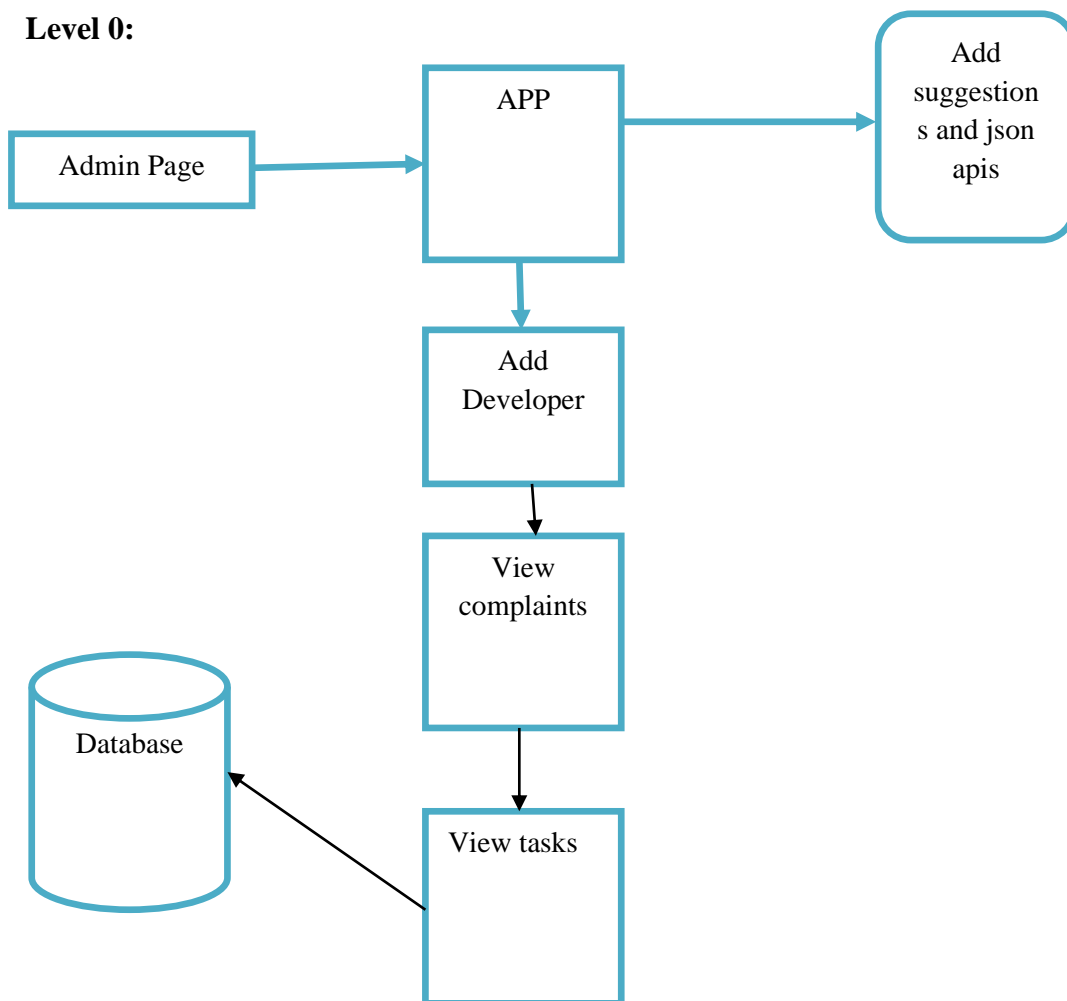 Level 0:
Admin Page
APP
Add
suggestion
s and json
apis
Add
Developer
View
complaints
Database
View tasks